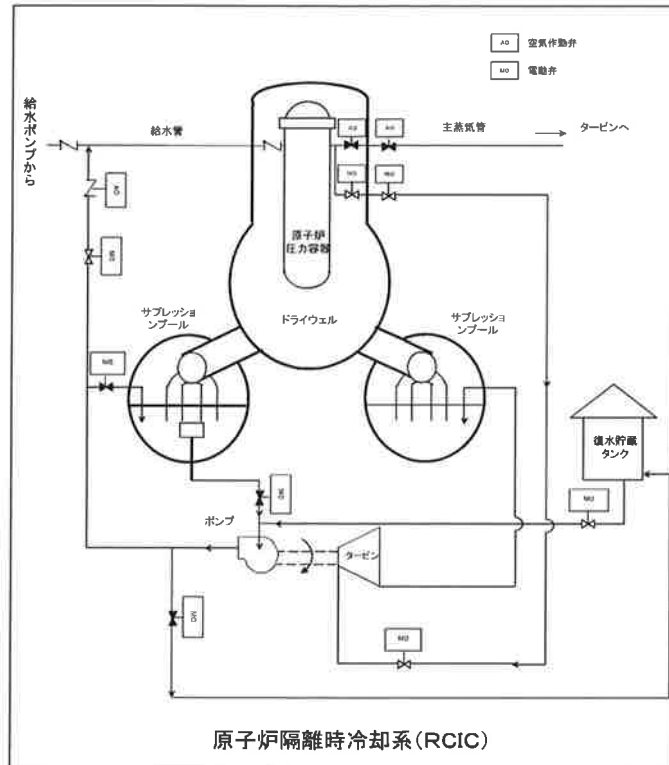 AO 空気作動弁
MO 電動弁
給水ポンプから
給水管
AO
AO
主蒸気管
タービンへ
MO
MO
AO
MO
原子炉
圧力容器
サプレッショ
ンプール
ドライウェル
サプレッショ
ンプール
MO
復水貯蔵
タンク
MO
MO
ポンプ
タービン
MO
MO
原子炉隔離時冷却系(RCIC)